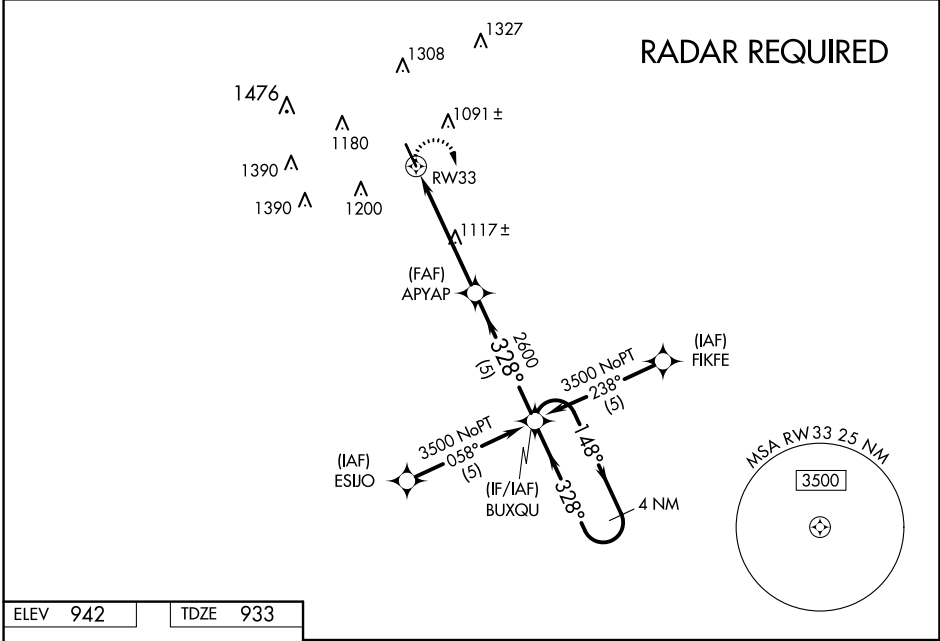 1327
1308
RADAR REQUIRED
1476
1091 ±
1180
1390
RW33
1390
1200
1117 ±
(FAF)
APYAP
2600
328°
(5)
(IAF)
FIKFE
3500 NoPT
238°
(5)
3500 NoPT
058°
(5)
(IAF)
ESIJO
(IF/IAF)
BUXQU
148°
328°
4 NM
MSA RW33 25 NM
3500
ELEV 942
TDZE 933